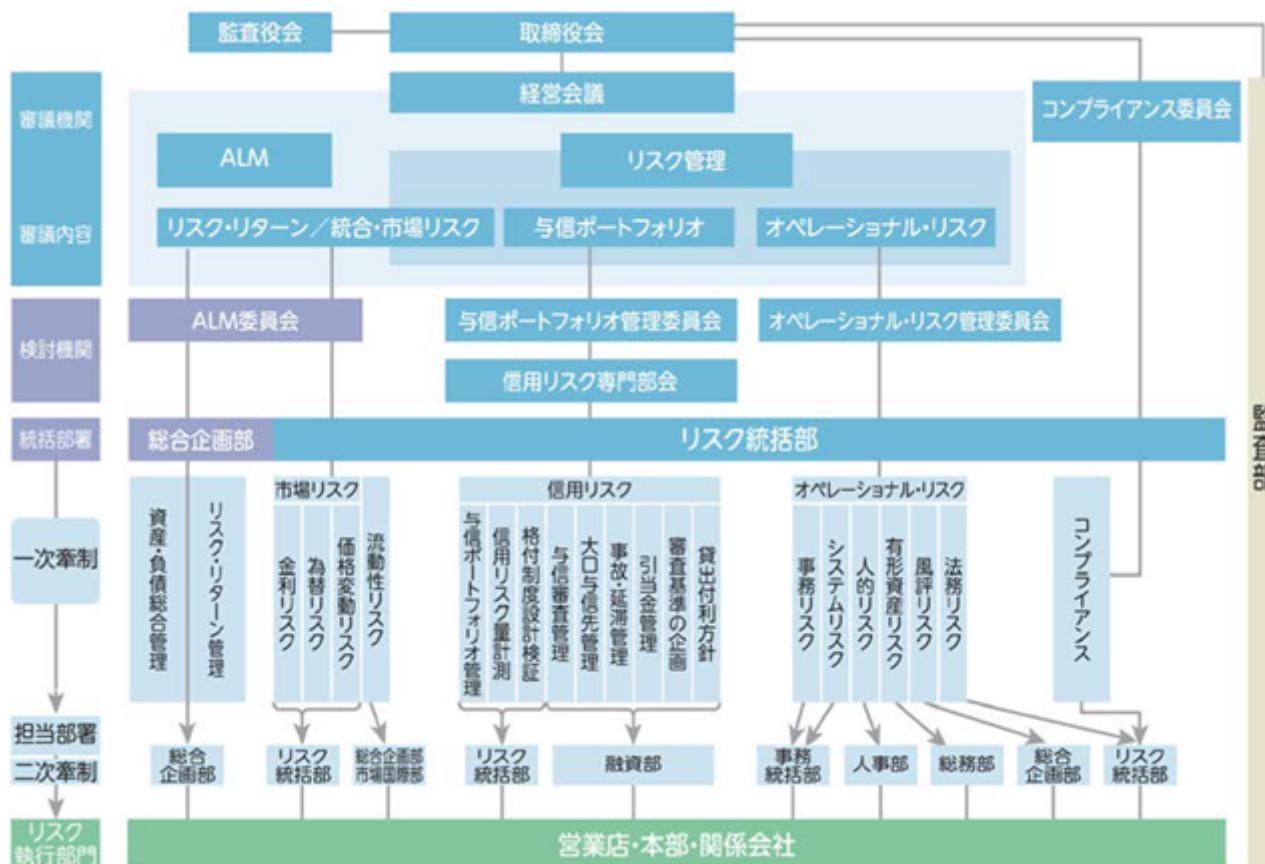 監査役会
取締役会
審議機関
経営会議
コンプライアンス委員会
ALM
リスク管理
審議内容
リスク・リターン／統合・市場リスク
与信ポートフォリオ
オペレーショナル・リスク
検討機関
ALM委員会
与信ポートフォリオ管理委員会
オペレーショナル・リスク管理委員会
信用リスク専門部会
統括部署
総合企画部
リスク統括部
監査部
一次牽制
資産・負債総合管理
リスク・リターン管理
市場リスク
金利リスク
為替リスク
価格変動リスク
流動性リスク
信用リスク
与信ポートフォリオ管理
信用リスク量計測
格付制度設計検証
与信審査管理
大口与信先管理
事故・延滞管理
引当金管理
審査基準の企画
貸出付利方針
オペレーショナル・リスク
事務リスク
システムリスク
人的リスク
有形資産リスク
風評リスク
法務リスク
コンプライアンス
担当部署
二次牽制
総合
企画部
リスク
統括部
総合企画部
市場国際部
リスク
統括部
融資部
事務
統括部
人事部
総務部
総合
企画部
リスク
統括部
リスク
執行部門
営業店・本部・関係会社